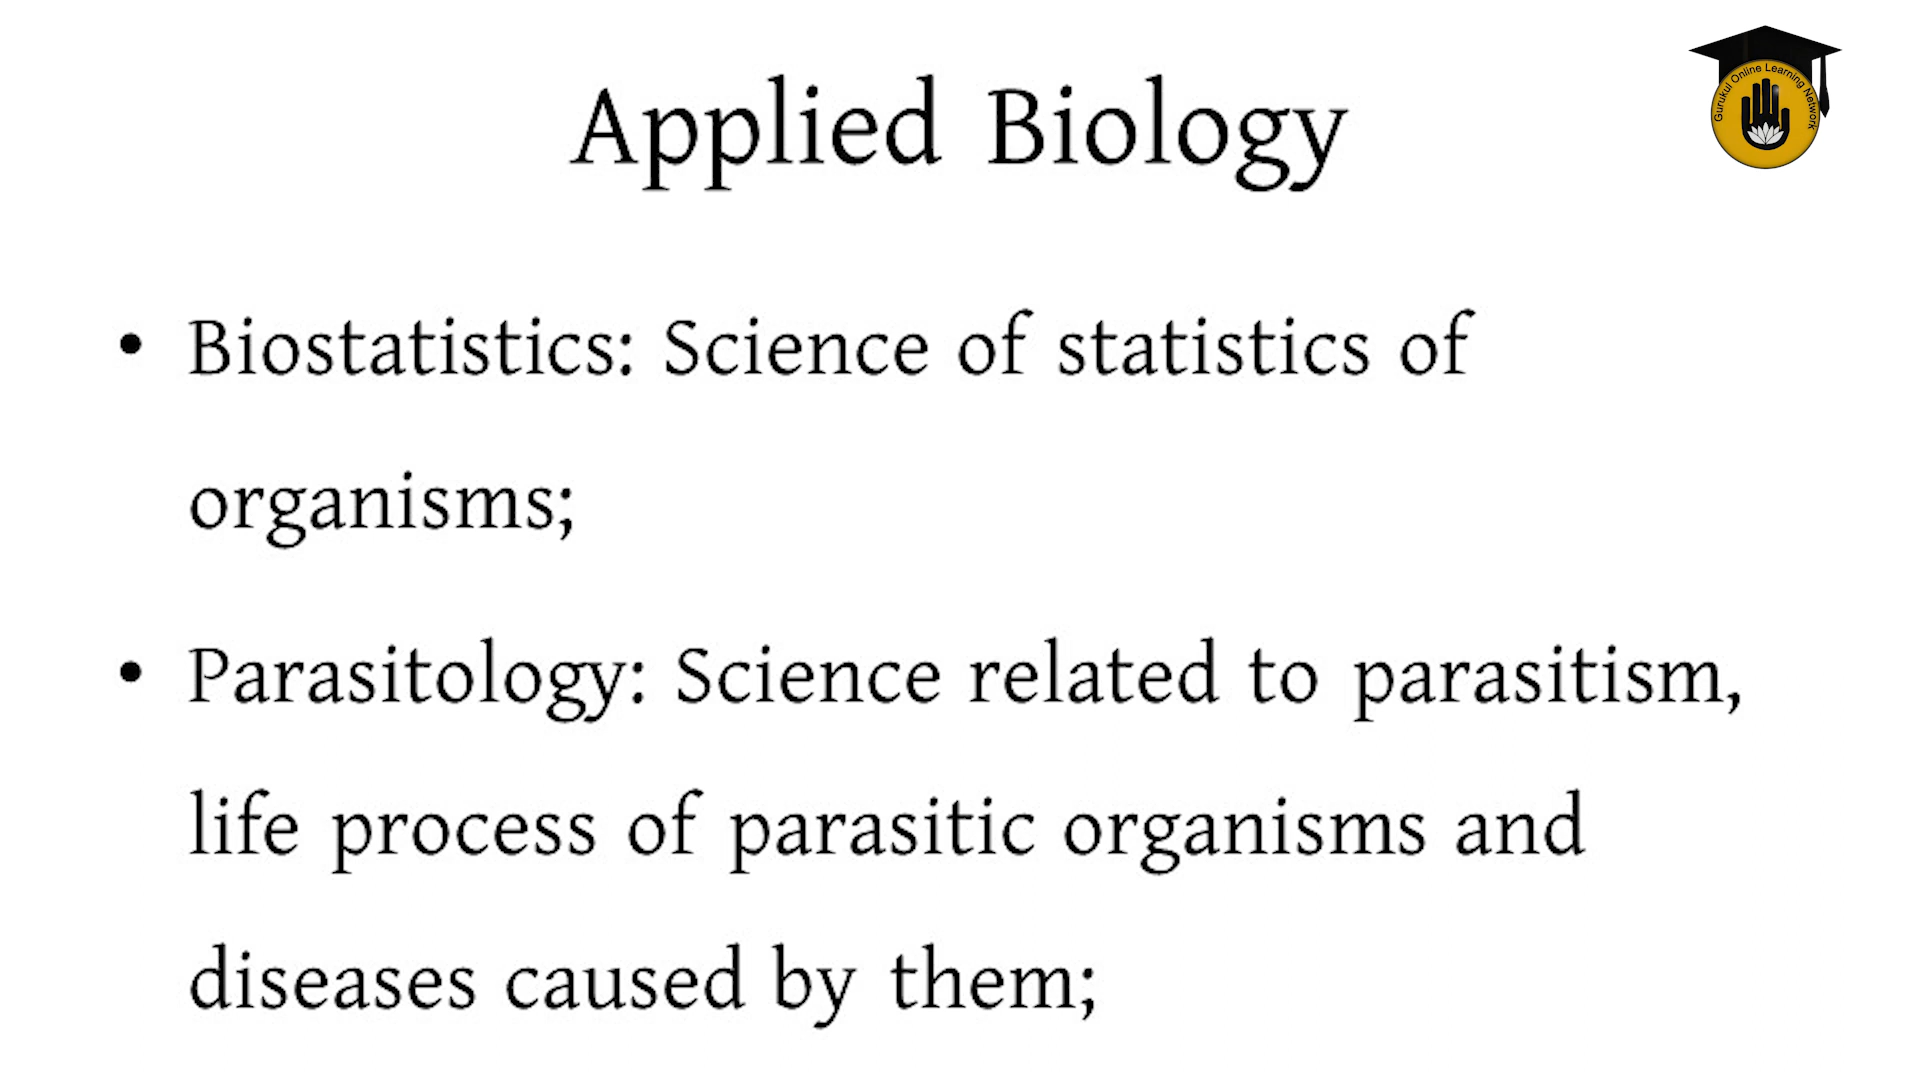 Gurukul Online Learning Network
Applied Biology
• Biostatistics: Science of statistics of
organisms;
• Parasitology: Science related to parasitism,
life process of parasitic organisms and
diseases caused by them;